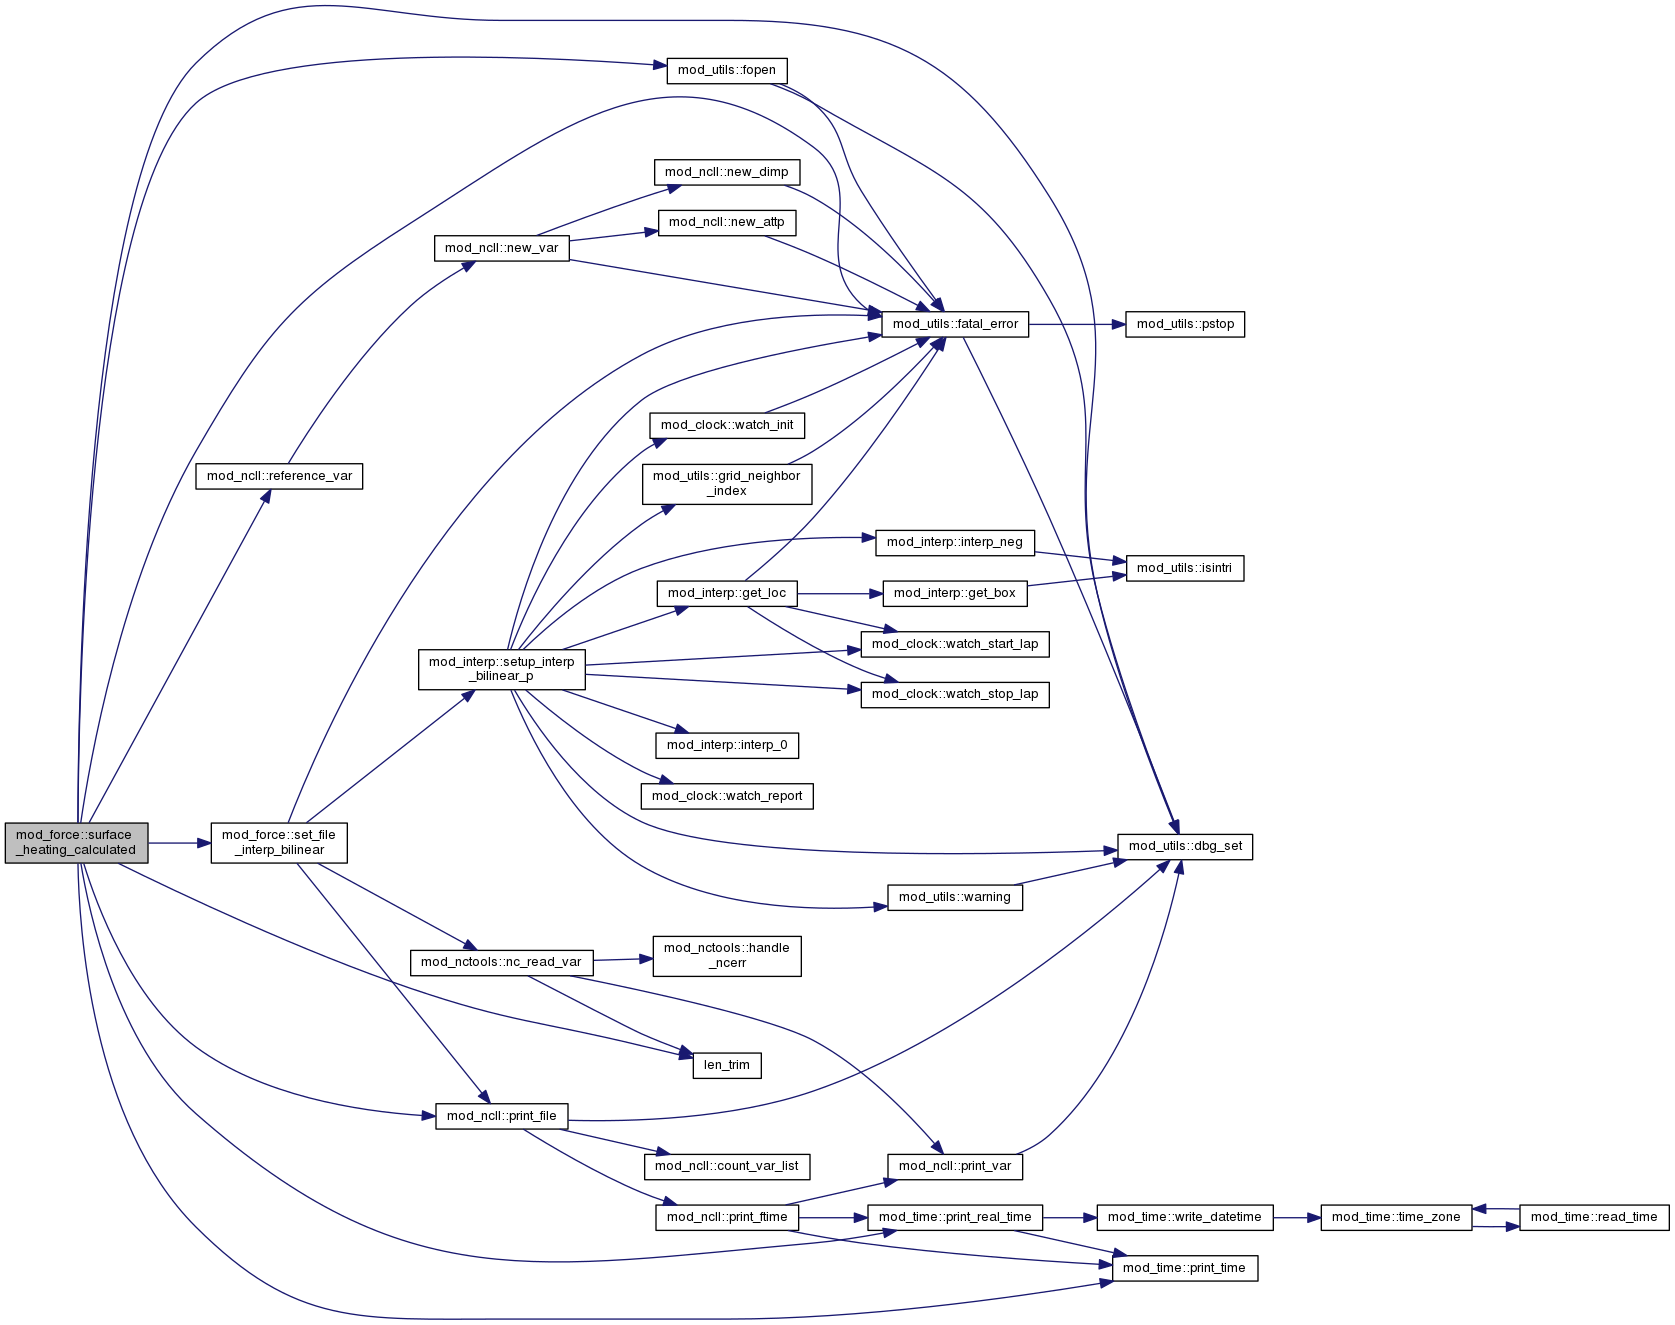 mod_utils::fopen
mod_ncll::new_dimp
mod_ncll::new_attp
mod_ncll::new_var
mod_utils::fatal_error
mod_utils::pstop
mod_clock::watch_init
mod_ncll::reference_var
mod_utils::grid_neighbor
_index
mod_interp::interp_neg
mod_utils::isintri
mod_interp::get_loc
mod_interp::get_box
mod_clock::watch_start_lap
mod_interp::setup_interp
_bilinear_p
mod_clock::watch_stop_lap
mod_interp::interp_0
mod_clock::watch_report
mod_force::surface
_heating_calculated
mod_force::set_file
_interp_bilinear
mod_utils::dbg_set
mod_utils::warning
mod_nctools::nc_read_var
mod_nctools::handle
_ncerr
len_trim
mod_ncll::print_file
mod_ncll::count_var_list
mod_ncll::print_var
mod_ncll::print_ftime
mod_time::print_real_time
mod_time::write_datetime
mod_time::time_zone
mod_time::read_time
mod_time::print_time